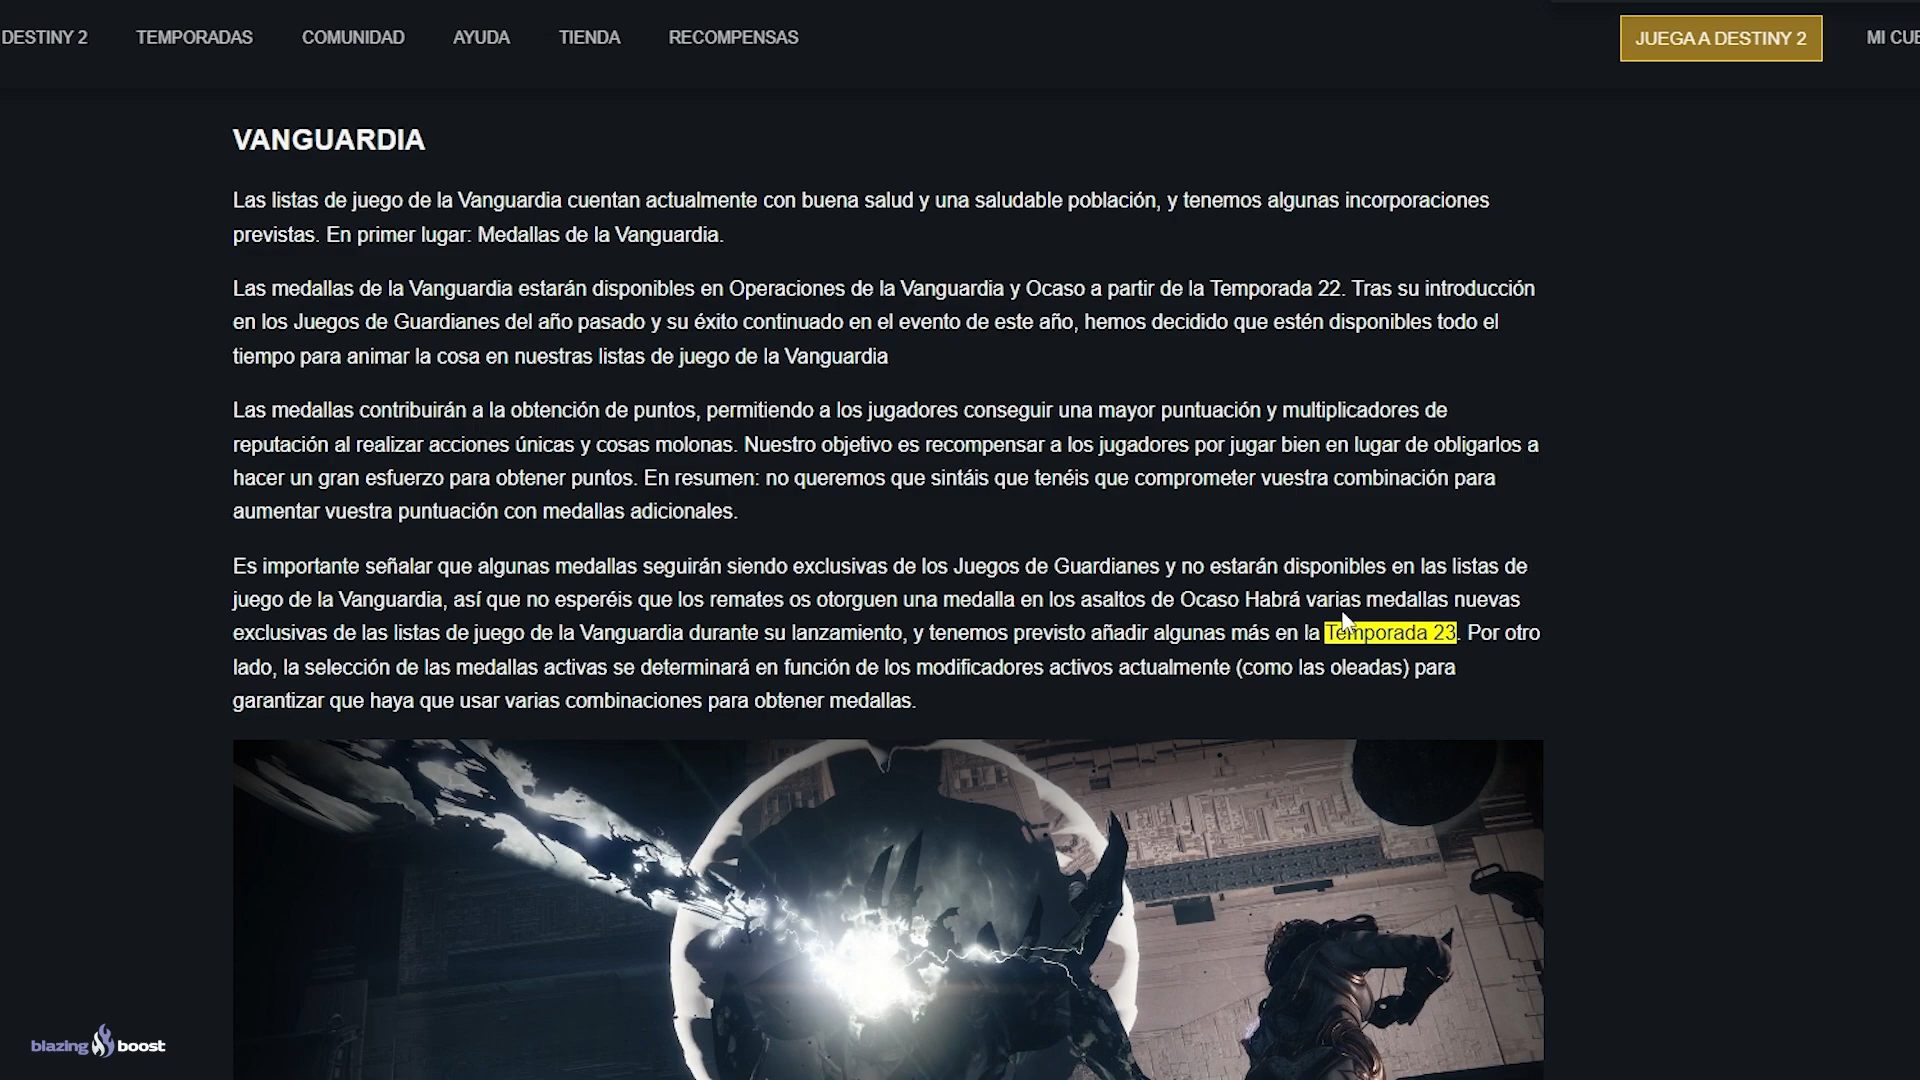 DESTINY 2 TEMPORADAS COMUNIDAD AYUDA TIENDA RECOMPENSAS JUEGA A DESTINY 2 MI CUE
VANGUARDIA
Las listas de juego de la Vanguardia cuentan actualmente con buena salud y una saludable población, y tenemos algunas incorporaciones
previstas. En primer lugar: Medallas de la Vanguardia.
Las medallas de la Vanguardia estarán disponibles en Operaciones de la Vanguardia y Ocaso a partir de la Temporada 22. Tras su introducción
en los Juegos de Guardianes del año pasado y su éxito continuado en el evento de este año, hemos decidido que estén disponibles todo el
tiempo para animar la cosa en nuestras listas de juego de la Vanguardia
Las medallas contribuirán a la obtención de puntos, permitiendo a los jugadores conseguir una mayor puntuación y multiplicadores de
reputación al realizar acciones únicas y cosas molonas. Nuestro objetivo es recompensar a los jugadores por jugar bien en lugar de obligarlos a
hacer un gran esfuerzo para obtener puntos. En resumen: no queremos que sintáis que tenéis que comprometer vuestra combinación para
aumentar vuestra puntuación con medallas adicionales.
Es importante señalar que algunas medallas seguirán siendo exclusivas de los Juegos de Guardianes y no estarán disponibles en las listas de
juego de la Vanguardia, así que no esperéis que los remates os otorguen una medalla en los asaltos de Ocaso Habrá varias medallas nuevas
exclusivas de las listas de juego de la Vanguardia durante su lanzamiento, y tenemos previsto añadir algunas más en la Temporada 23. Por otro
lado, la selección de las medallas activas se determinará en función de los modificadores activos actualmente (como las oleadas) para
garantizar que haya que usar varias combinaciones para obtener medallas.
blazing boost